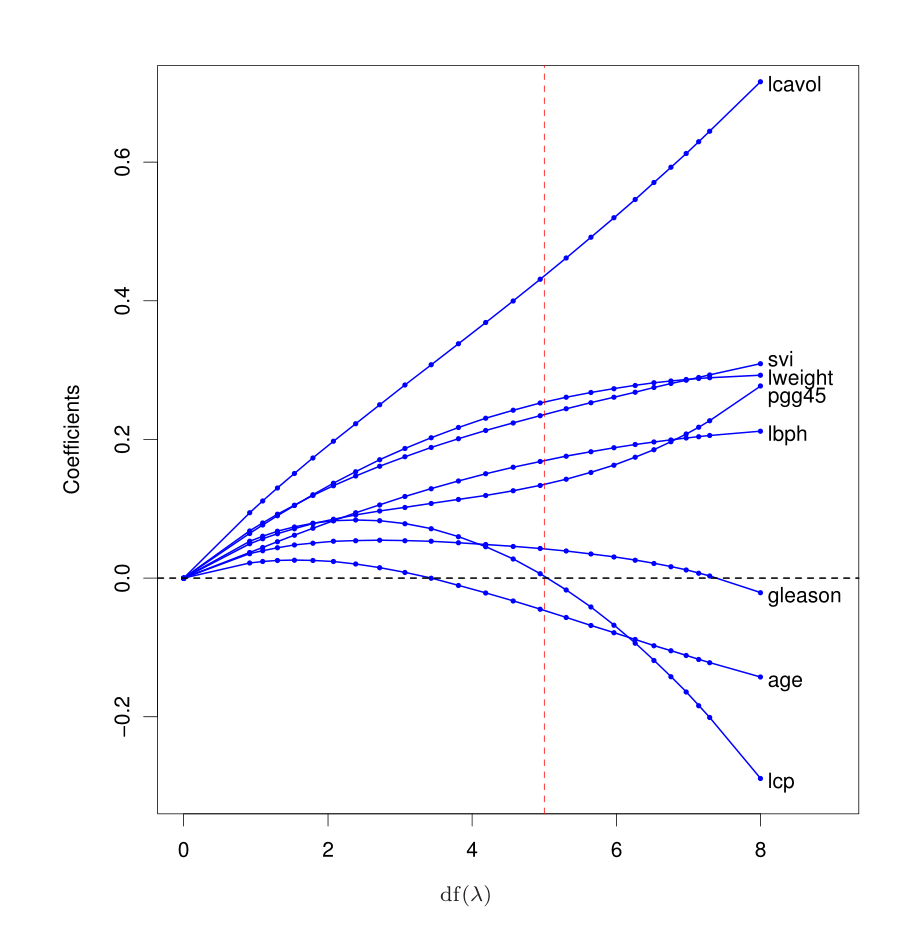 lcavol
svi
lweight
pgg45
lbph
gleason
age
lcp
Coefficients
0.6
0.4
0.2
0.0
−0.2
0 2 4 6 8
df(λ)